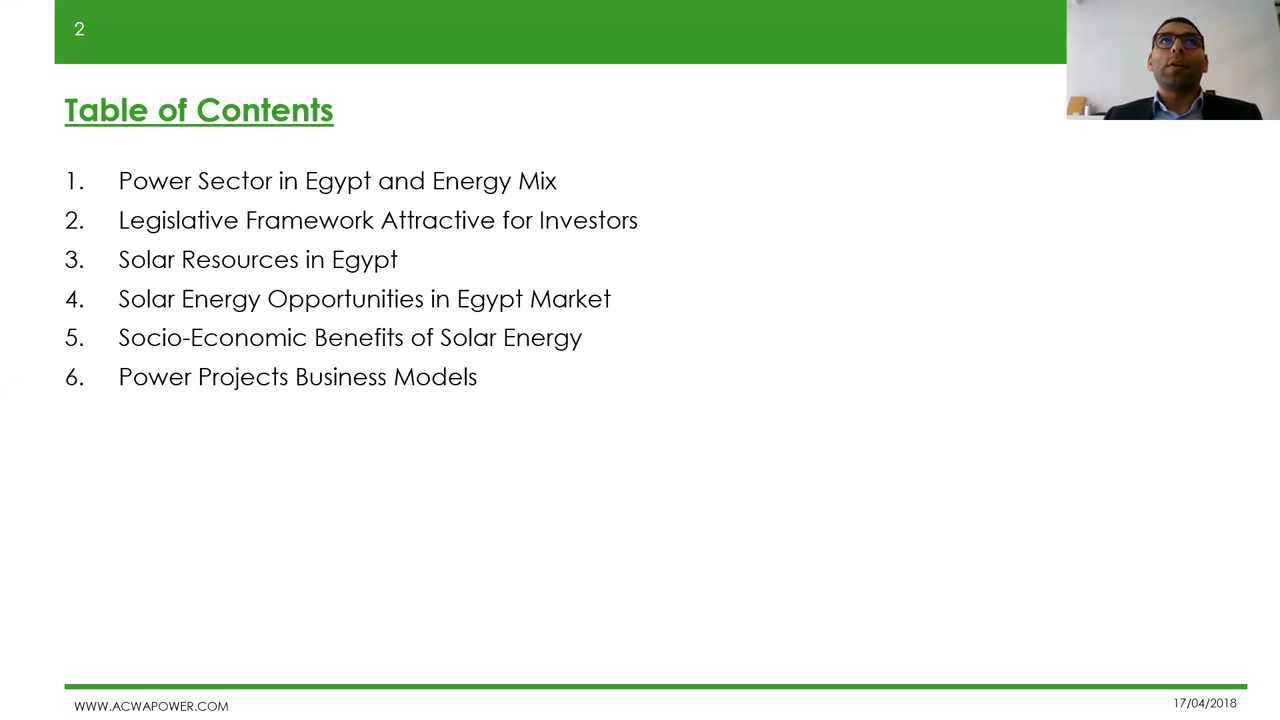 2
Table of Contents
1. Power Sector in Egypt and Energy Mix
2. Legislative Framework Attractive for Investors
3. Solar Resources in Egypt
4. Solar Energy Opportunities in Egypt Market
5. Socio-Economic Benefits of Solar Energy
6. Power Projects Business Models
WWW.ACWAPOWER.COM
17/04/2018